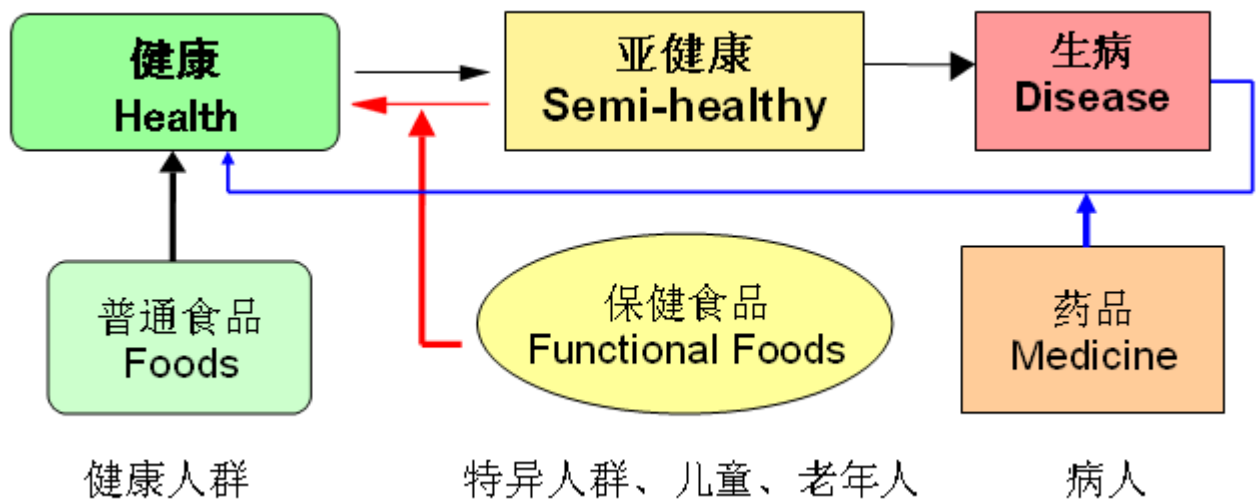 健康
Health
亚健康
Semi-healthy
生病
Disease
普通食品
Foods
保健食品
Functional Foods
药品
Medicine
健康人群
特异人群、儿童、老年人
病人